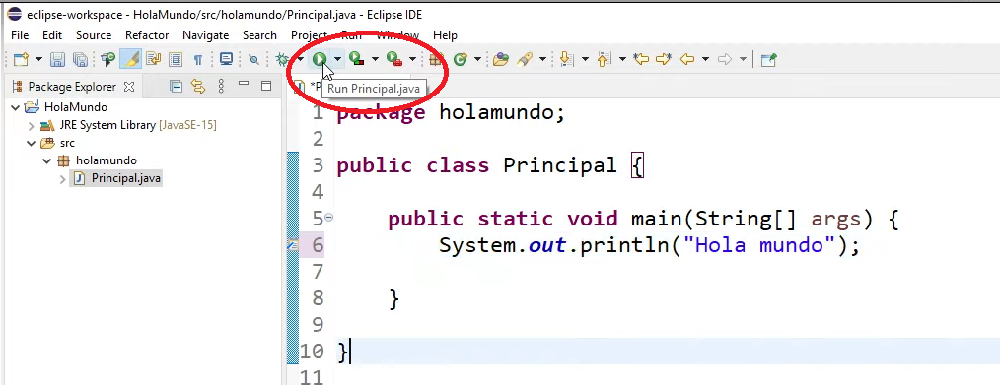 eclipse-workspace - HolaMundo/src/holamundo/Principal.java - Eclipse IDE
File Edit Source Refactor Navigate Search Project Run Window Help
Package Explorer
HolaMundo
JRE System Library [JavaSE-15]
src
holamundo
Principal.java
*P
Run Principal.java
1 package holamundo;
2
3 public class Principal {
4
5 public static void main(String[] args) {
6 System.out.println("Hola mundo");
7
8 }
9
10 }
11